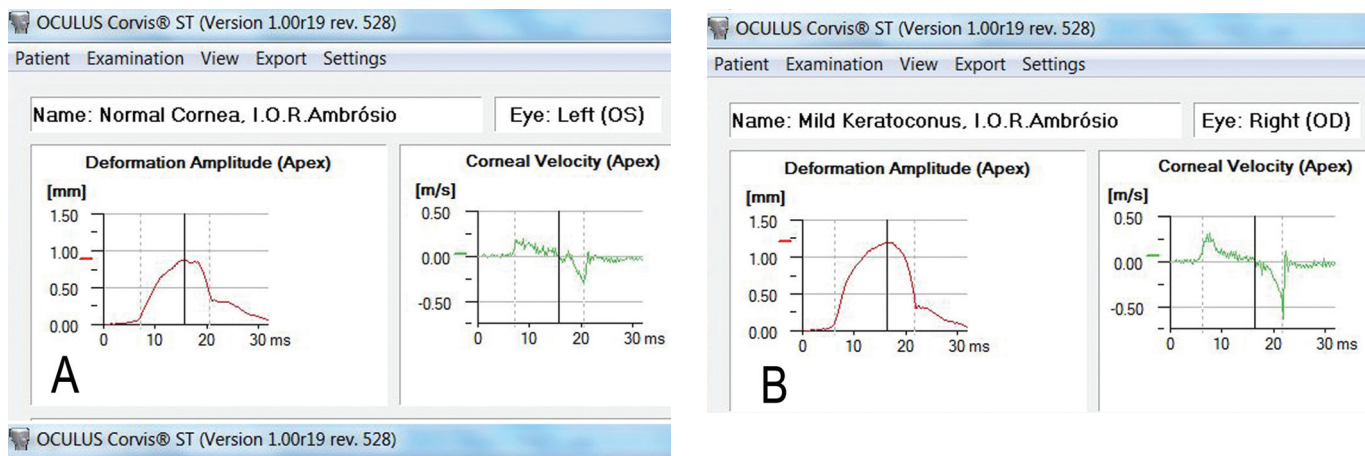 OCULUS Corvis® ST (Version 1.00r19 rev. 528)
Patient Examination View Export Settings
Name: Normal Cornea, I.O.R.Ambrósio
Eye: Left (OS)
Deformation Amplitude (Apex)
[mm]
1.50
1.00
0.50
0.00
0 10 20 30 ms
Corneal Velocity (Apex)
[m/s]
0.50
0.00
-0.50
0 10 20 30 ms
A
OCULUS Corvis® ST (Version 1.00r19 rev. 528)
OCULUS Corvis® ST (Version 1.00r19 rev. 528)
Patient Examination View Export Settings
Name: Mild Keratoconus, I.O.R.Ambrósio
Eye: Right (OD)
Deformation Amplitude (Apex)
[mm]
1.50
1.00
0.50
0.00
0 10 20 30 ms
Corneal Velocity (Apex)
[m/s]
0.50
0.00
-0.50
0 10 20 30 ms
B